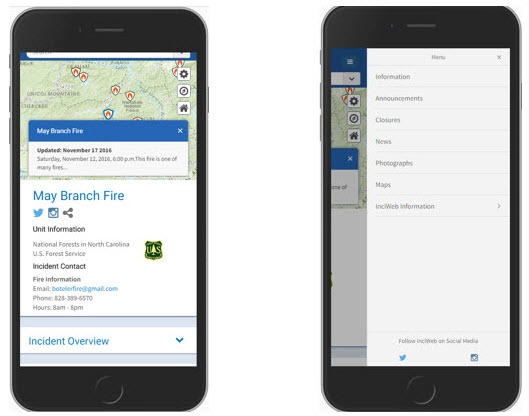 UNICOI MOUNTAINS
May Branch Fire
Updated: November 17 2016
Saturday, November 12, 2016, 6:00 p.m.This fire is one of
many fires...
May Branch Fire
Unit Information
National Forests in North Carolina
U.S. Forest Service
U S
Incident Contact
Fire Information
Email: botelerfire@gmail.com
Phone: 828-389-6570
Hours: 8am - 8pm
Incident Overview
Menu
Information
Announcements
Closures
News
Photographs
Maps
InciWeb Information
one of
Follow InciWeb on Social Media